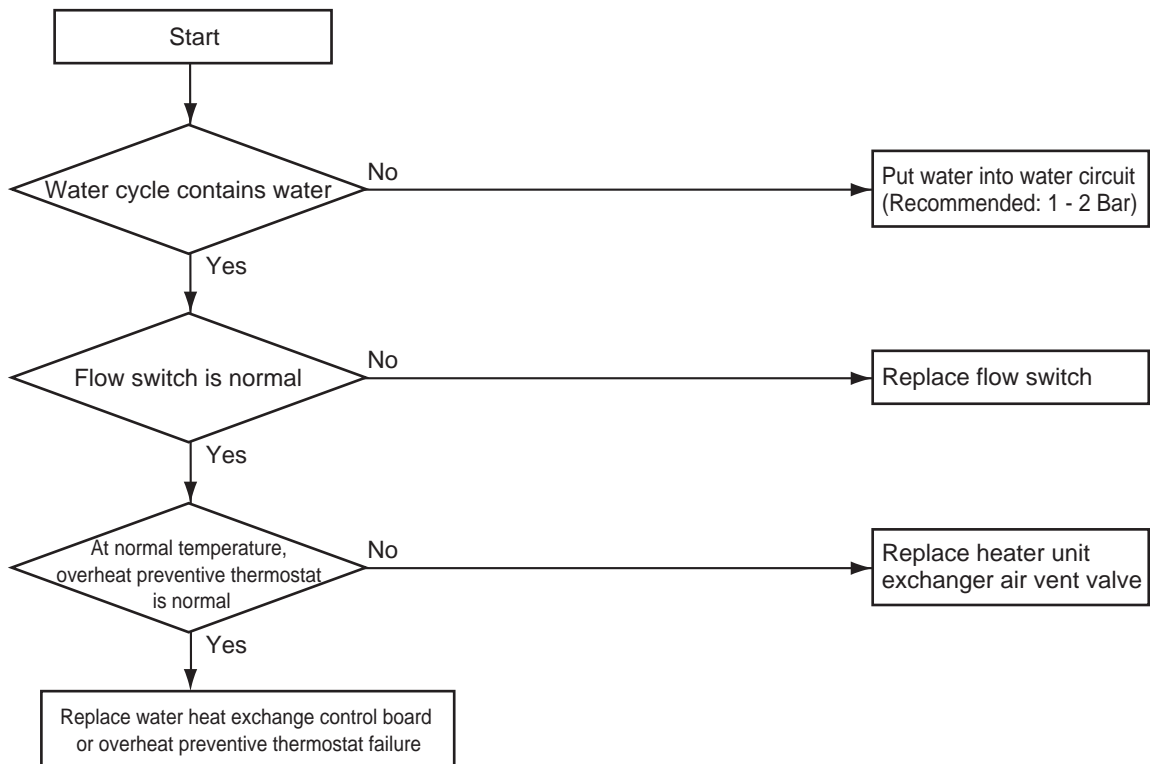 Start
Water cycle contains water
No
Put water into water circuit
(Recommended: 1 - 2 Bar)
Yes
Flow switch is normal
No
Replace flow switch
Yes
At normal temperature,
overheat preventive thermostat
is normal
No
Replace heater unit
exchanger air vent valve
Yes
Replace water heat exchange control board
or overheat preventive thermostat failure